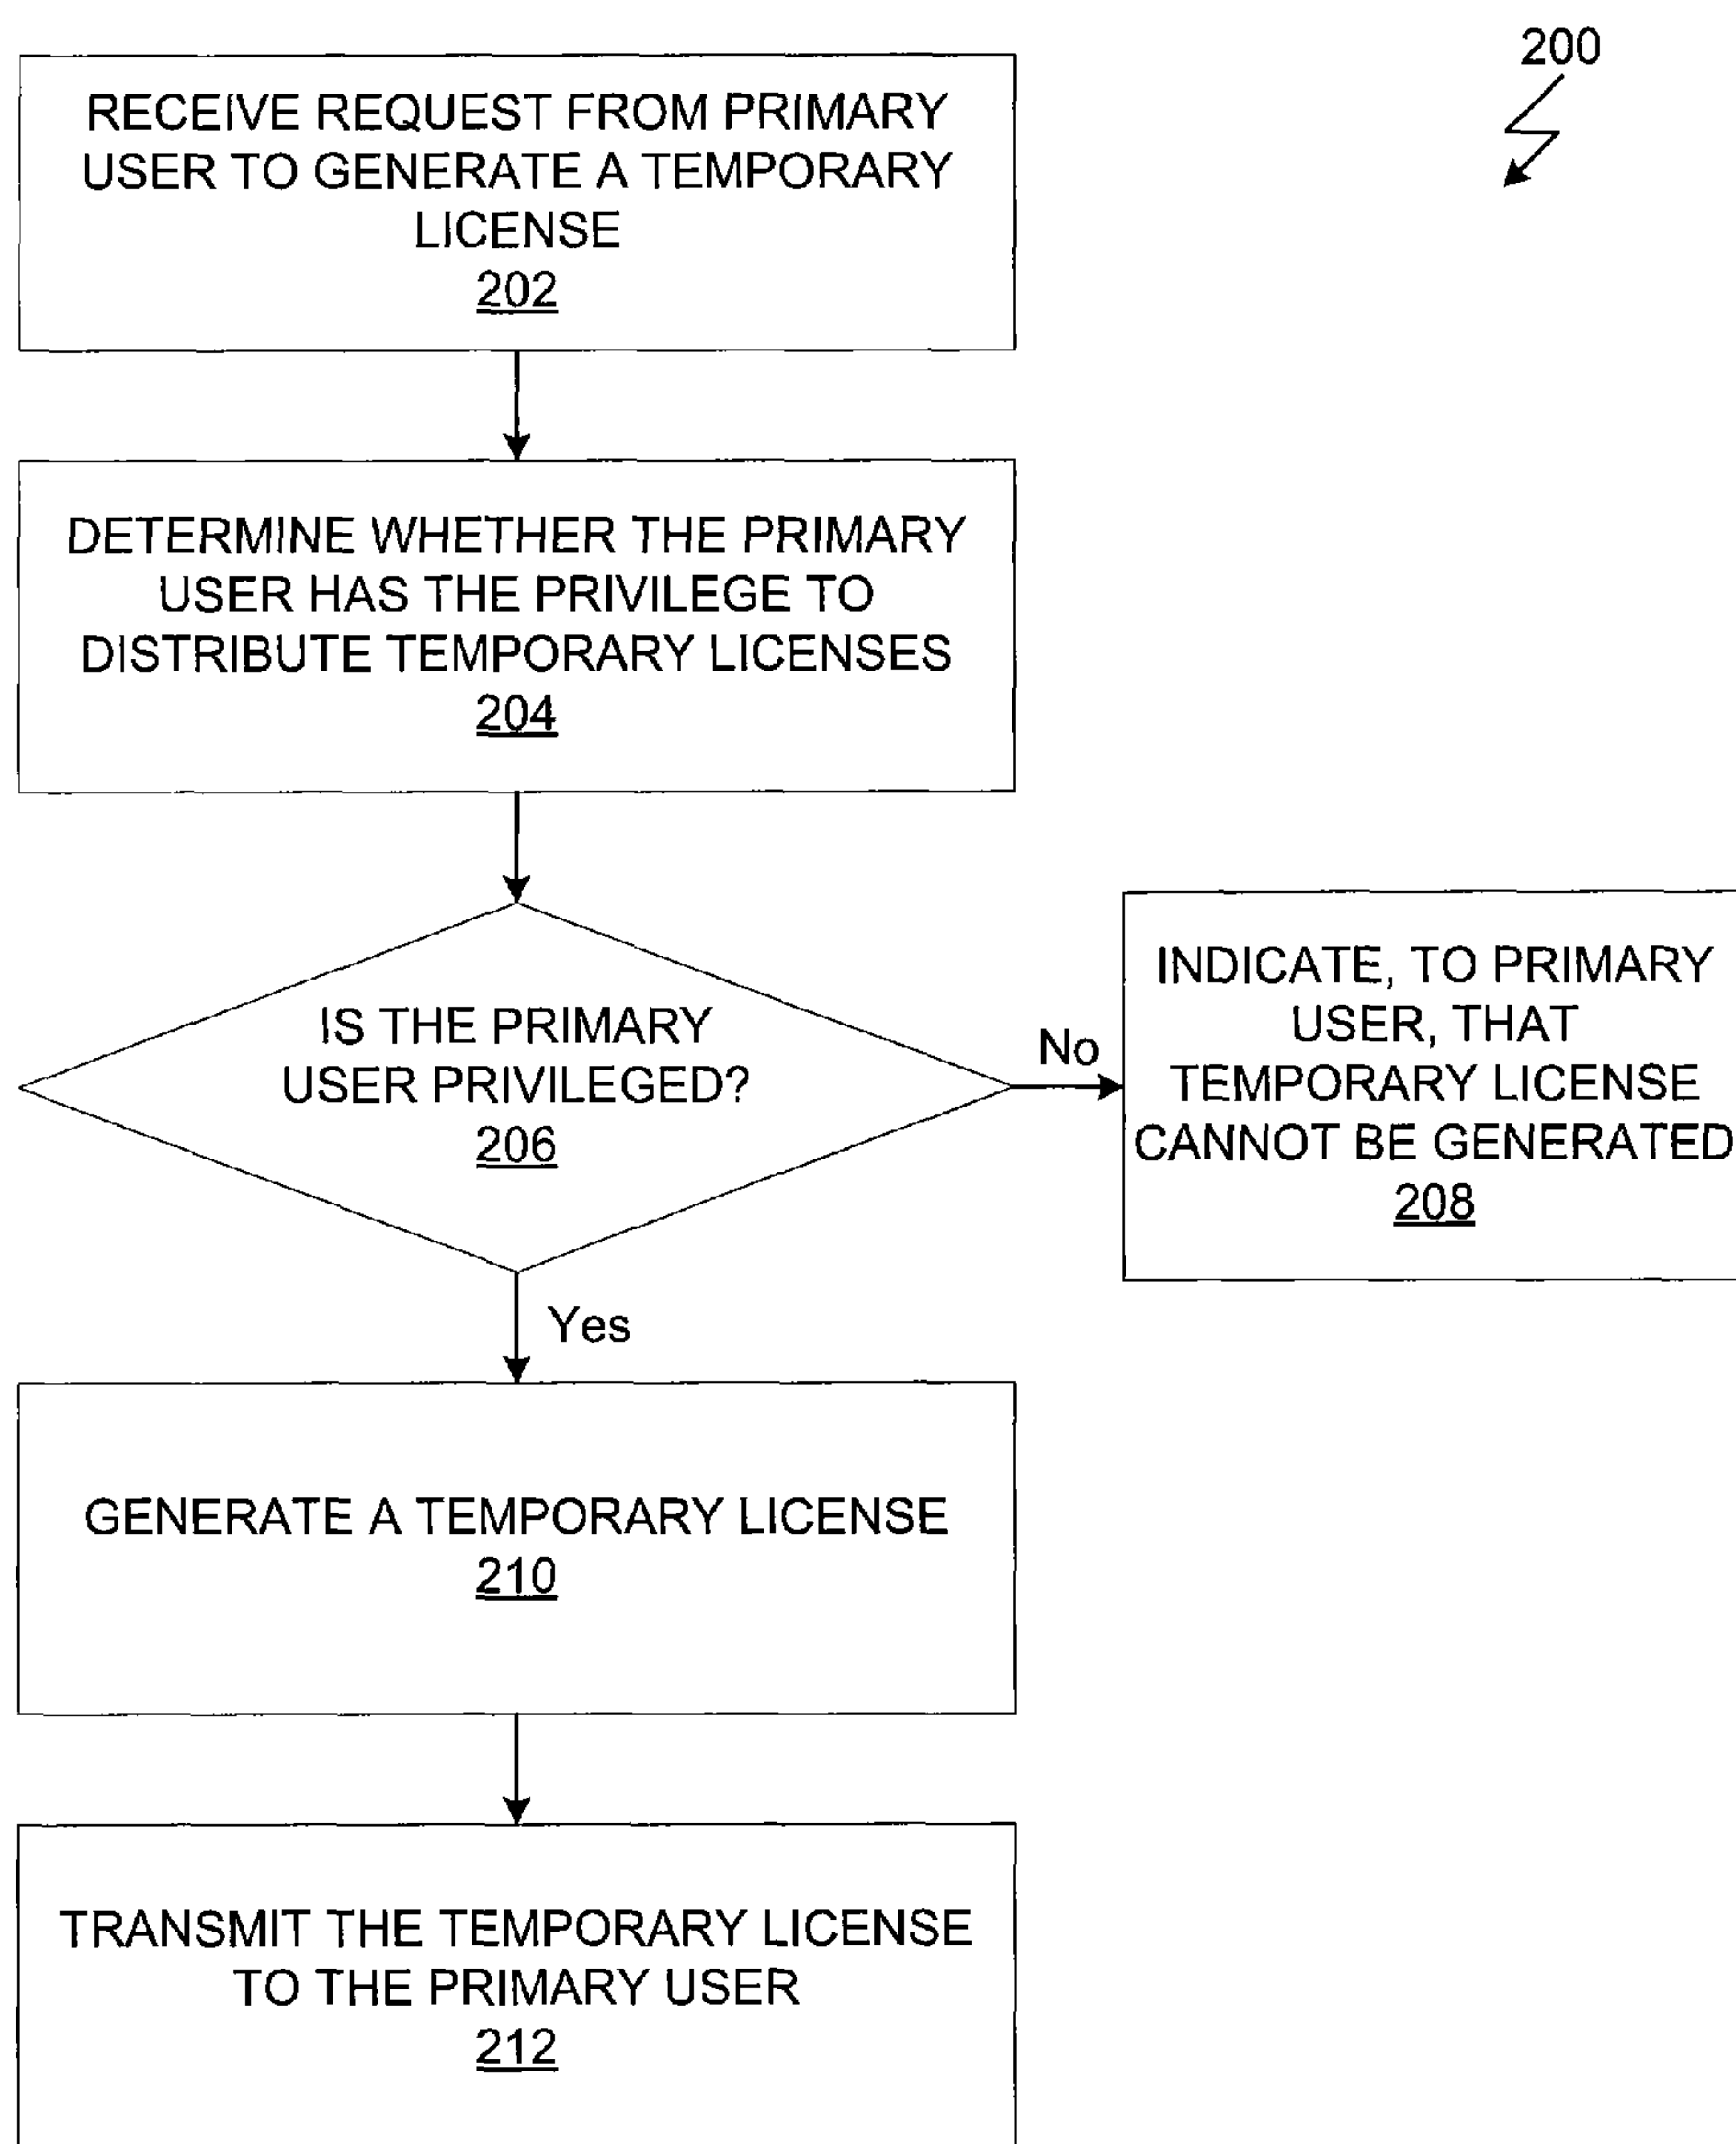 200
RECEIVE REQUEST FROM PRIMARY
USER TO GENERATE A TEMPORARY
LICENSE
202
DETERMINE WHETHER THE PRIMARY
USER HAS THE PRIVILEGE TO
DISTRIBUTE TEMPORARY LICENSES
204
IS THE PRIMARY
USER PRIVILEGED?
206
No
INDICATE, TO PRIMARY
USER, THAT
TEMPORARY LICENSE
CANNOT BE GENERATED
208
Yes
GENERATE A TEMPORARY LICENSE
210
TRANSMIT THE TEMPORARY LICENSE
TO THE PRIMARY USER
212